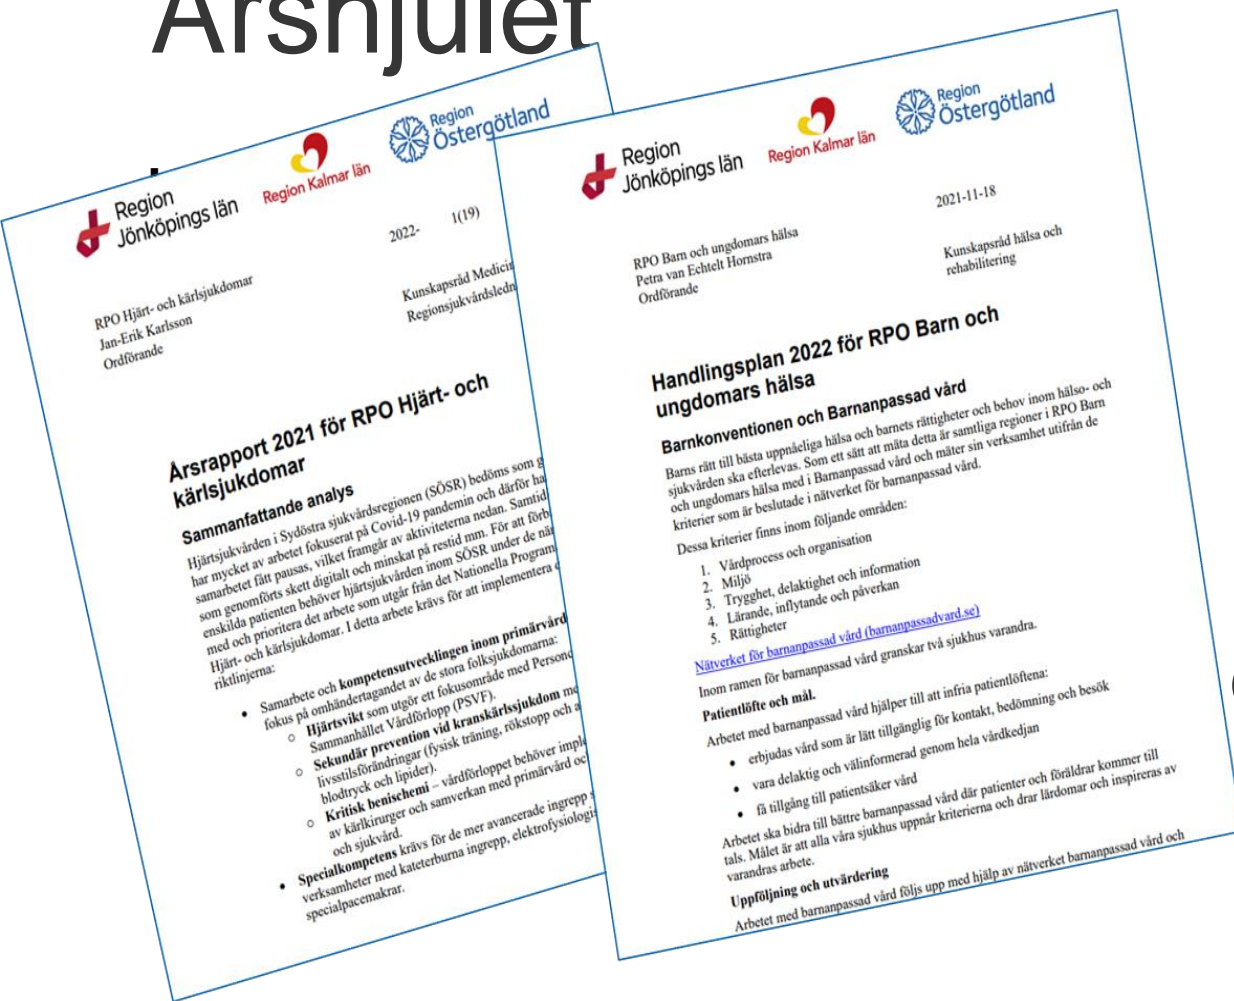 Årshjulet
Region
Jönköpings län
Region Kalmar län
Region
Östergötland
2022-
1(19)
RPO Hjärt- och kärlsjukdomar
Jan-Erik Karlsson
Ordförande
Kunskapsråd Medicin
Regionsjukvårdsledn
Årsrapport 2021 för RPO Hjärt- och
kärlsjukdomar
Sammanfattande analys
Hjärtsjukvården i Sydöstra sjukvårdsregionen (SÖSR) bedöms som g
har mycket av arbetet fokuserat på Covid-19 pandemin och därför ha
samarbetet fått pausas, vilket framgår av aktiviteterna nedan. Samtid
som genomförts skett digitalt och minskat på restid mm. För att förb
enskilda patienten behöver hjärtsjukvården inom SÖSR under de när
med och prioritera det arbete som utgår från det Nationella Program
Hjärt- och kärlsjukdomar. I detta arbete krävs för att implementera
riktlinjerna:
• Samarbete och kompetensutvecklingen inom primärvård
fokus på omhändertagandet av de stora folksjukdomarna:
○ Hjärtsvikt som utgör ett fokusområde med Persone
Sammanhållet Vårdförlopp (PSVF).
○ Sekundär prevention vid kranskärlssjukdom me
livsstilsförändringar (fysisk träning, rökstopp och a
blodtryck och lipider).
○ Kritisk benischemi – vårdförloppet behöver imple
av kärlkirurger och samverkan med primärvård oc
och sjukvård.
• Specialkompetens krävs för de mer avancerade ingrepp s
verksamheter med kateterburna ingrepp, elektrofysiologis
specialpacemakrar.
Region
Jönköpings län
Region Kalmar län
Region
Östergötland
2021-11-18
RPO Barn och ungdomars hälsa
Petra van Echtelt Hornstra
Ordförande
Kunskapsråd hälsa och
rehabilitering
Handlingsplan 2022 för RPO Barn och
ungdomars hälsa
Barnkonventionen och Barnanpassad vård
Barns rätt till bästa uppnåeliga hälsa och barnets rättigheter och behov inom hälso- och
sjukvården ska efterlevas. Som ett sätt att mäta detta är samtliga regioner i RPO Barn
och ungdomars hälsa med i Barnanpassad vård och mäter sin verksamhet utifrån de
kriterier som är beslutade i nätverket för barnanpassad vård.
Dessa kriterier finns inom följande områden:
1. Vårdprocess och organisation
2. Miljö
3. Trygghet, delaktighet och information
4. Lärande, inflytande och påverkan
5. Rättigheter
Nätverket för barnanpassad vård (barnanpassadvard.se)
Inom ramen för barnanpassad vård granskar två sjukhus varandra.
Patientlöfte och mål.
Arbetet med barnanpassad vård hjälper till att infria patientlöftena:
• erbjudas vård som är lätt tillgänglig för kontakt, bedömning och besök
• vara delaktig och välinformerad genom hela vårdkedjan
• få tillgång till patientsäker vård
Arbetet ska bidra till bättre barnanpassad vård där patienter och föräldrar kommer till
tals. Målet är att alla våra sjukhus uppnår kriterierna och drar lärdomar och inspireras av
varandras arbete.
Uppföljning och utvärdering
Arbetet med barnanpassad vård följs upp med hjälp av nätverket barnanpassad vård och